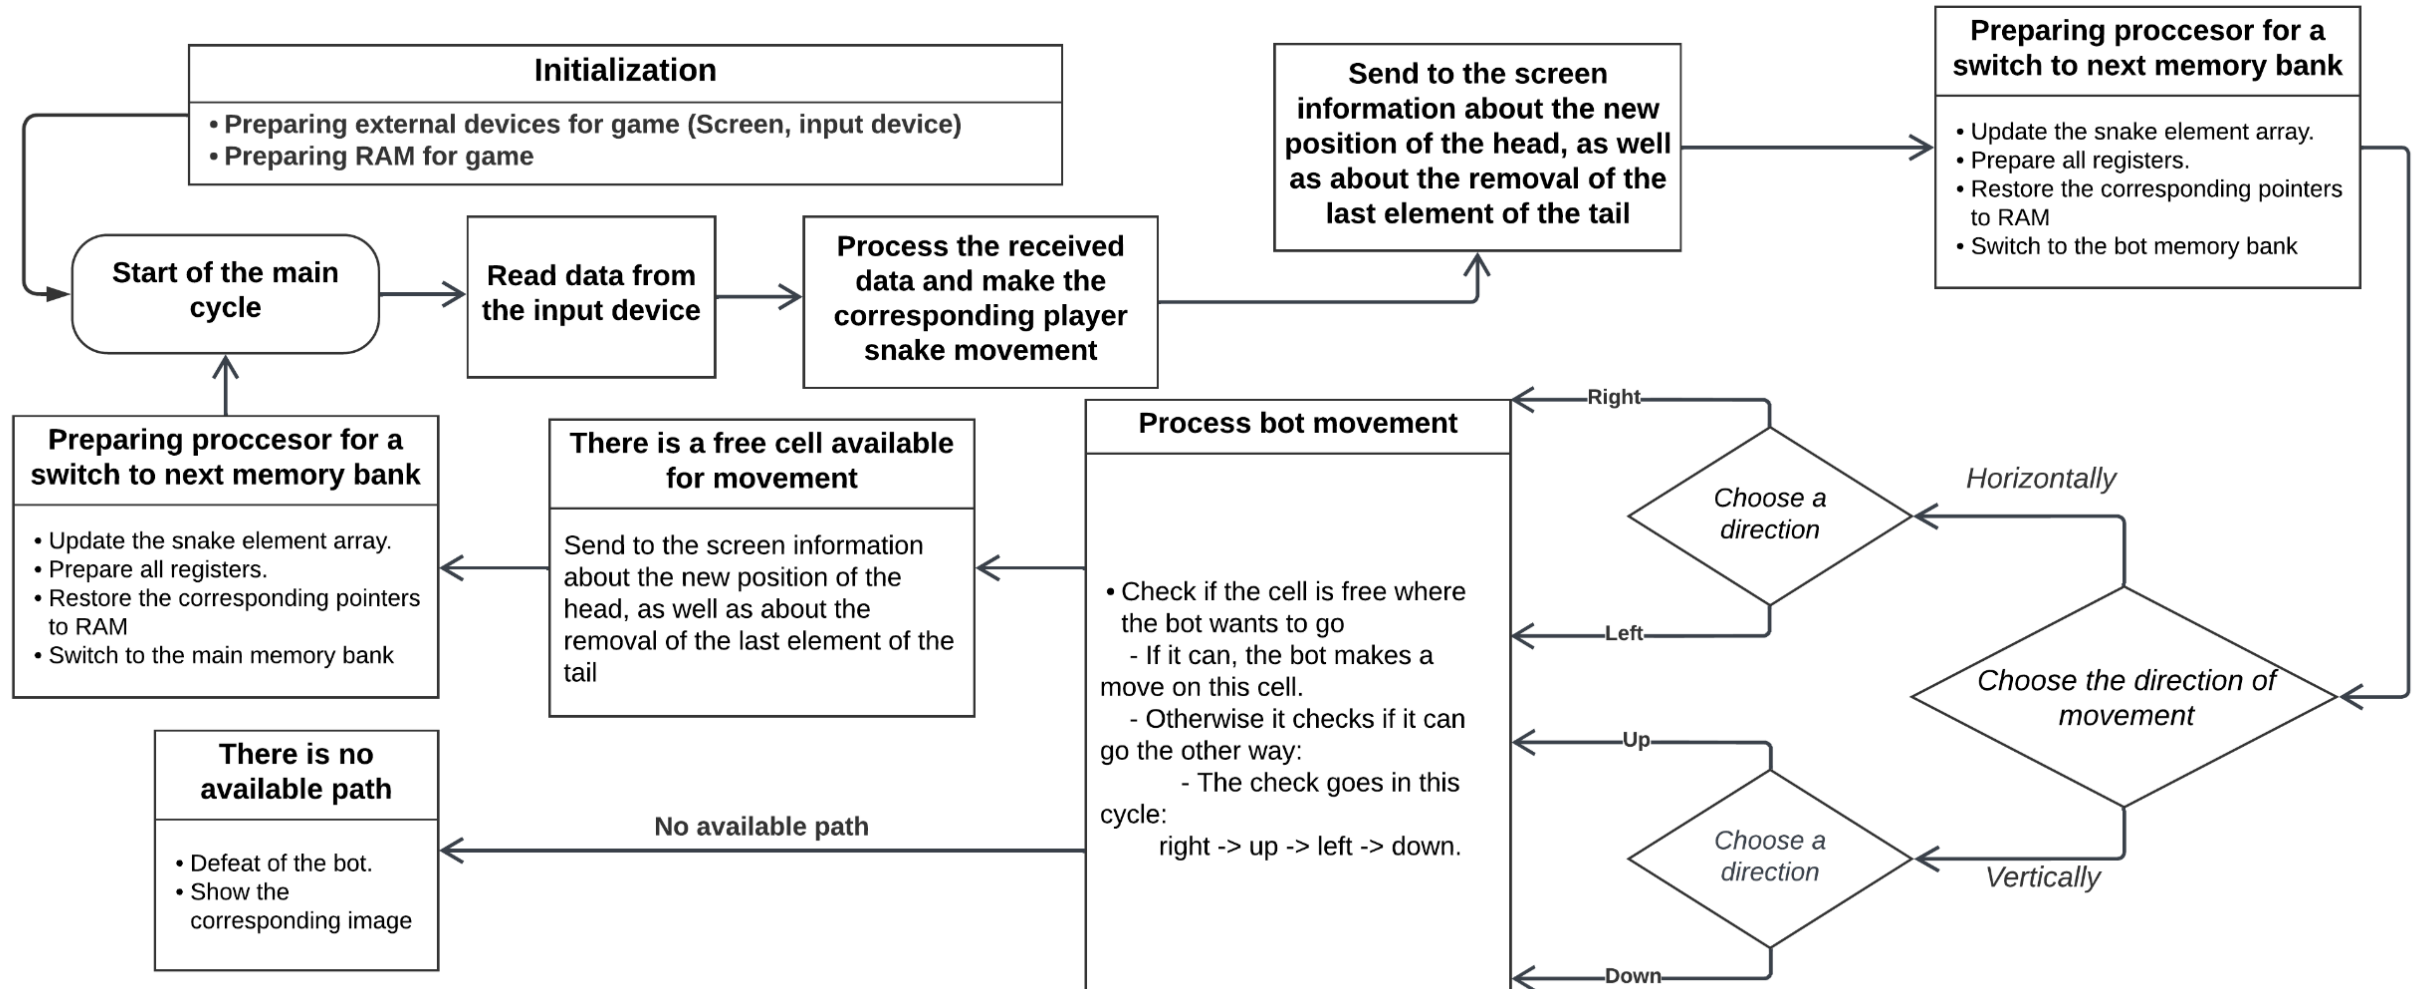 Initialization
• Preparing external devices for game (Screen, input device)
• Preparing RAM for game
Start of the main
cycle
Read data from
the input device
Process the received
data and make the
corresponding player
snake movement
Send to the screen
information about the new
position of the head, as well
as about the removal of the
last element of the tail
Preparing proccesor for a
switch to next memory bank
• Update the snake element array.
• Prepare all registers.
• Restore the corresponding pointers
to RAM
• Switch to the bot memory bank
Choose the direction of
movement
Horizontally
Vertically
Choose a
direction
Right
Left
Choose a
direction
Up
Down
Process bot movement
• Check if the cell is free where
the bot wants to go
- If it can, the bot makes a
move on this cell.
- Otherwise it checks if it can
go the other way:
- The check goes in this
cycle:
right -> up -> left -> down.
There is a free cell available
for movement
Send to the screen information
about the new position of the
head, as well as about the
removal of the last element of the
tail
Preparing proccesor for a
switch to next memory bank
• Update the snake element array.
• Prepare all registers.
• Restore the corresponding pointers
to RAM
• Switch to the main memory bank
No available path
There is no
available path
• Defeat of the bot.
• Show the
corresponding image